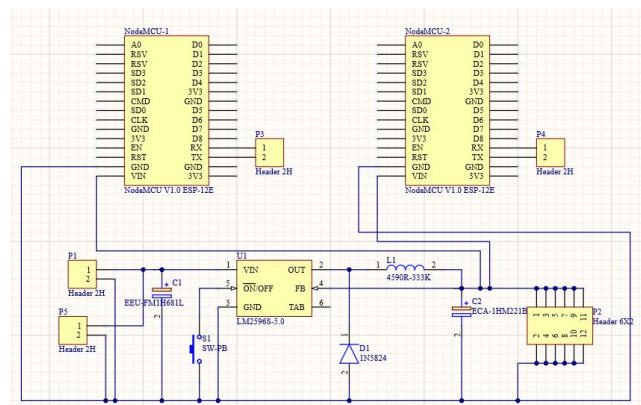 NodeMCU-1
A0 D0
RSV D1
RSV D2
SD3 D3
SD2 D4
SD1 3V3
CMD GND
SD0 D5
CLK D6
GND D7
3V3 D8
EN RX
RST TX
GND GND
VIN 3V3
NodeMCU V1.0 ESP-12E
P3
1
2
Header 2H
NodeMCU-2
A0 D0
RSV D1
RSV D2
SD3 D3
SD2 D4
SD1 3V3
CMD GND
SD0 D5
CLK D6
GND D7
3V3 D8
EN RX
RST TX
GND GND
VIN 3V3
NodeMCU V1.0 ESP-12E
P4
1
2
Header 2H
P1
1
2
Header 2H
P5
1
2
Header 2H
1
C1
EEU-FM1H681L
2
U1
1 VIN OUT 2
5 ON/OFF FB 4
3 GND TAB 6
LM2596S-5.0
S1
SW-PB
L1
1 2
4590R-333K
1
D1
1N5824
2
C2
ECA-1HM221B
2
P2
Header 6X2
1 3 5 7 9 11
2 4 6 8 10 12